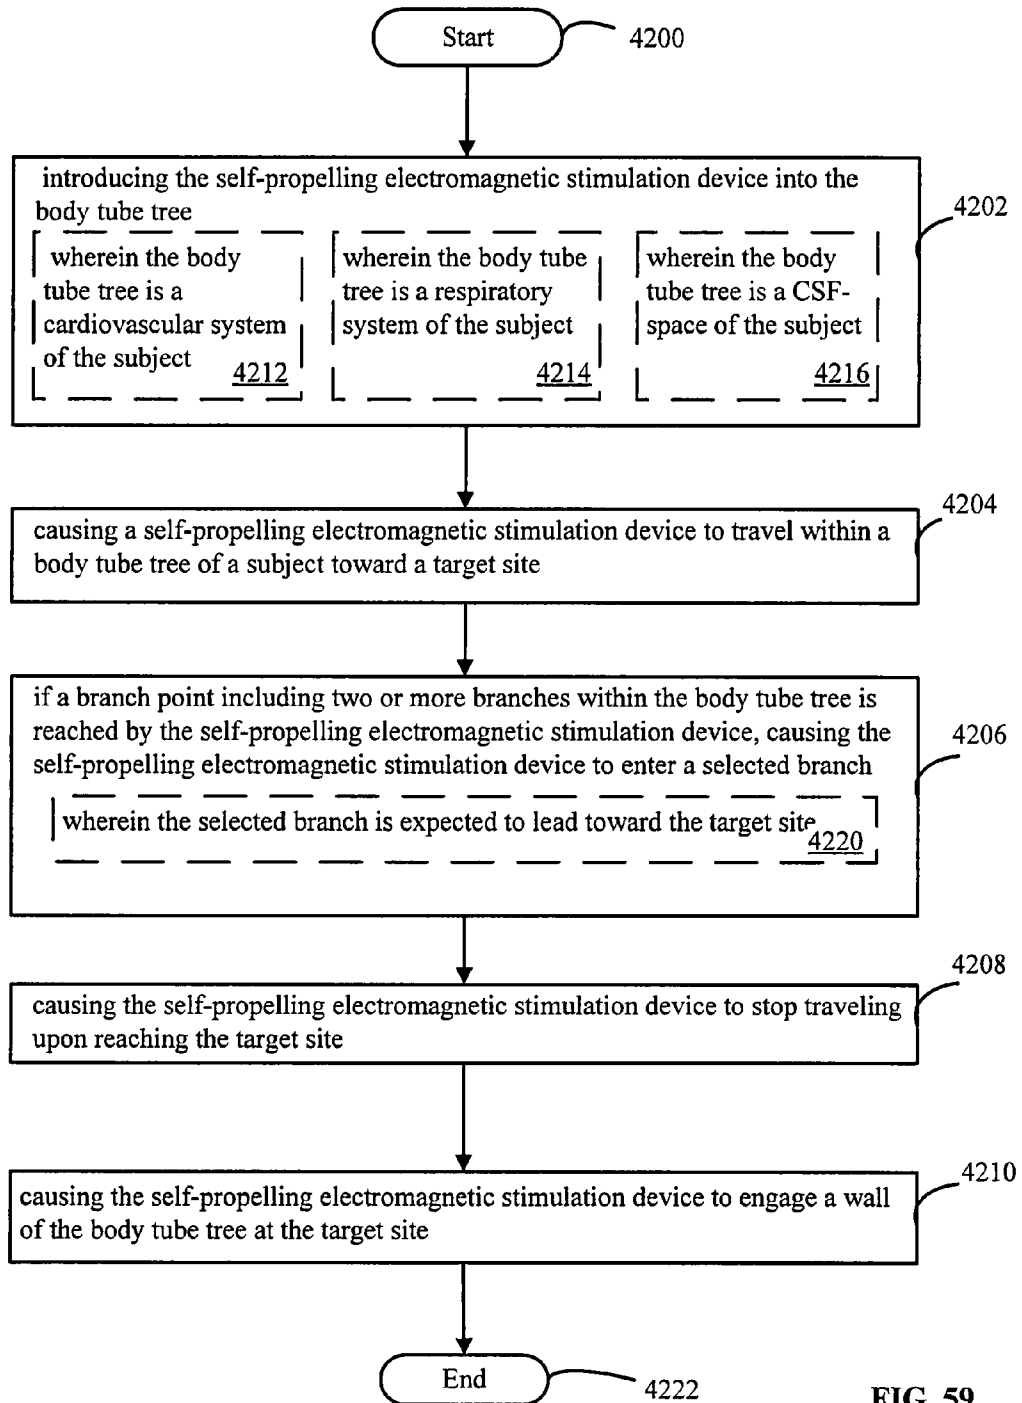 Start
4200
introducing the self-propelling electromagnetic stimulation device into the
body tube tree
4202
wherein the body
tube tree is a
cardiovascular system
of the subject
4212
wherein the body tube
tree is a respiratory
system of the subject
4214
wherein the body
tube tree is a CSF-
space of the subject
4216
causing a self-propelling electromagnetic stimulation device to travel within a
body tube tree of a subject toward a target site
4204
if a branch point including two or more branches within the body tube tree is
reached by the self-propelling electromagnetic stimulation device, causing the
self-propelling electromagnetic stimulation device to enter a selected branch
4206
wherein the selected branch is expected to lead toward the target site
4220
causing the self-propelling electromagnetic stimulation device to stop traveling
upon reaching the target site
4208
causing the self-propelling electromagnetic stimulation device to engage a wall
of the body tube tree at the target site
4210
End
4222
FIG. 59